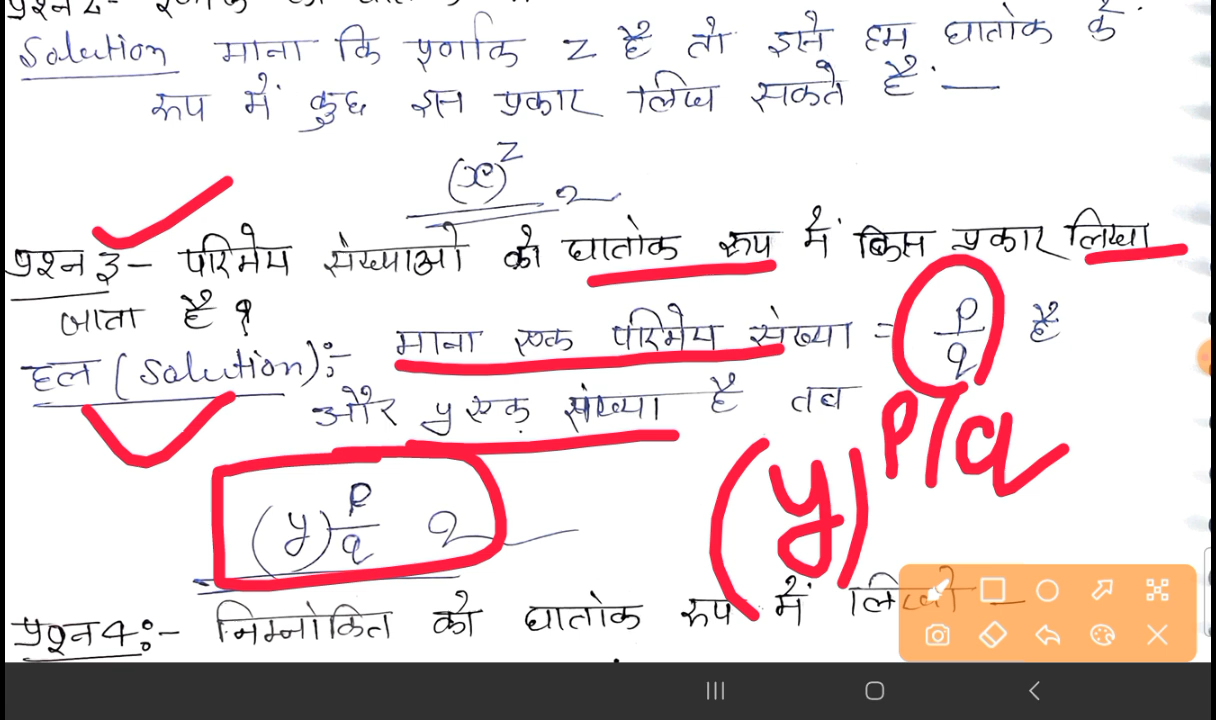 Solution माना कि पूर्णांक z है तो इसे हम घातांक के
रूप में कुछ इस प्रकार लिख सकते हैं:—
(x)^z
प्रश्न 3- परिमेय संख्याओं को घातांक रूप में किस प्रकार लिखा
जाता है ?
हल (Solution):- माना एक परिमेय संख्या = p/q है
और y एक संख्या है तब
(y)^p/q
(y)^p/q
प्रश्न 4:- निम्नांकित को घातांक रूप में